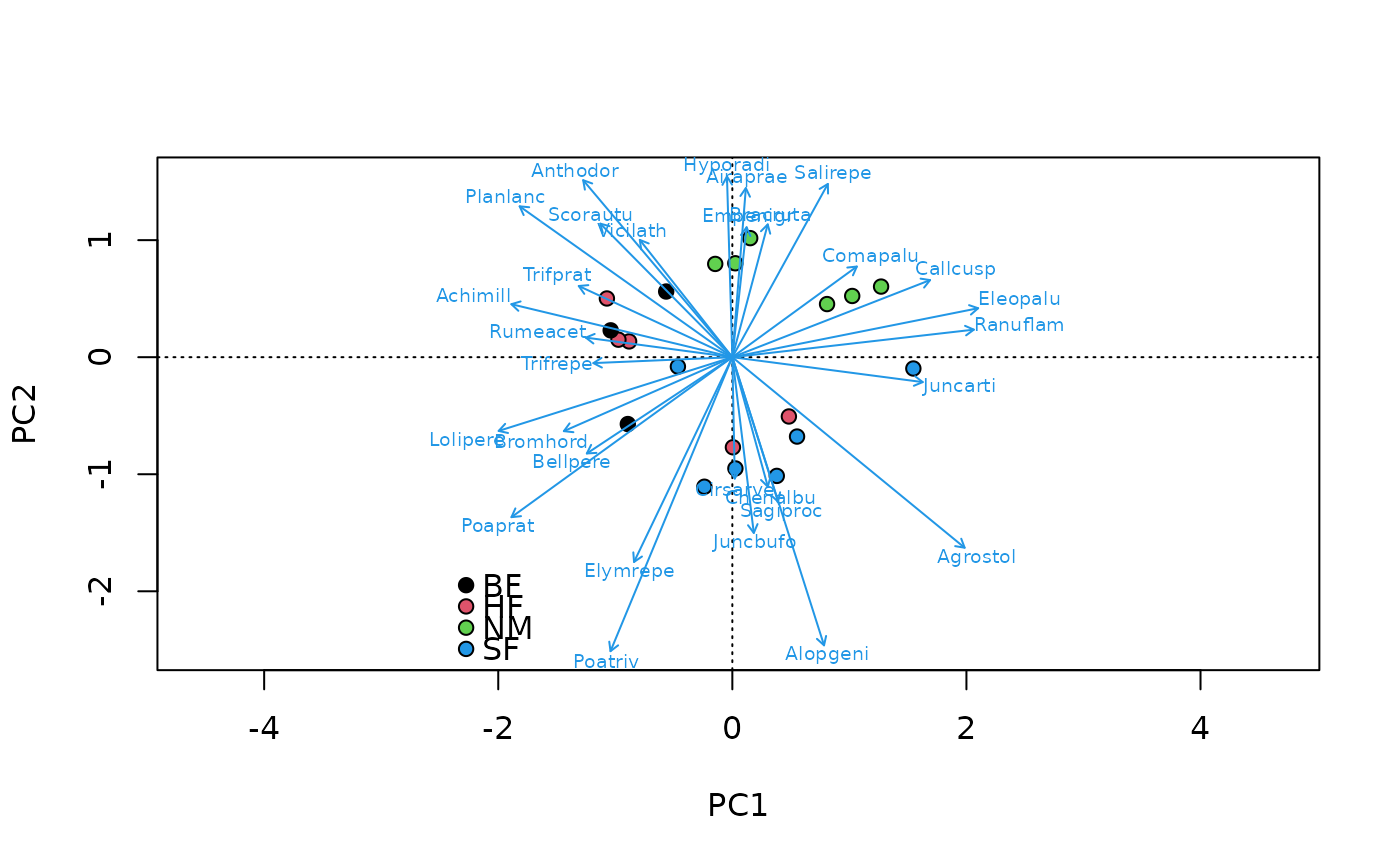 Hyporadi
Anthodor
Airaprae
Salirepe
Planlanc
Scorautu
Empenigr
Bracruta
Vicilath
Comapalu
Callcusp
Trifprat
Achimill
Eleopalu
Ranuflam
Rumeacet
Trifrepe
Juncarti
Lolipere
Bromhord
Bellpere
Cirsarve
Chenalbu
Sagiproc
Poaprat
Juncbufo
Agrostol
Elymrepe
Alopgeni
Poatriv
BF
HF
NM
SF
1
0
-1
-2
PC2
-4 -2 0 2 4
PC1